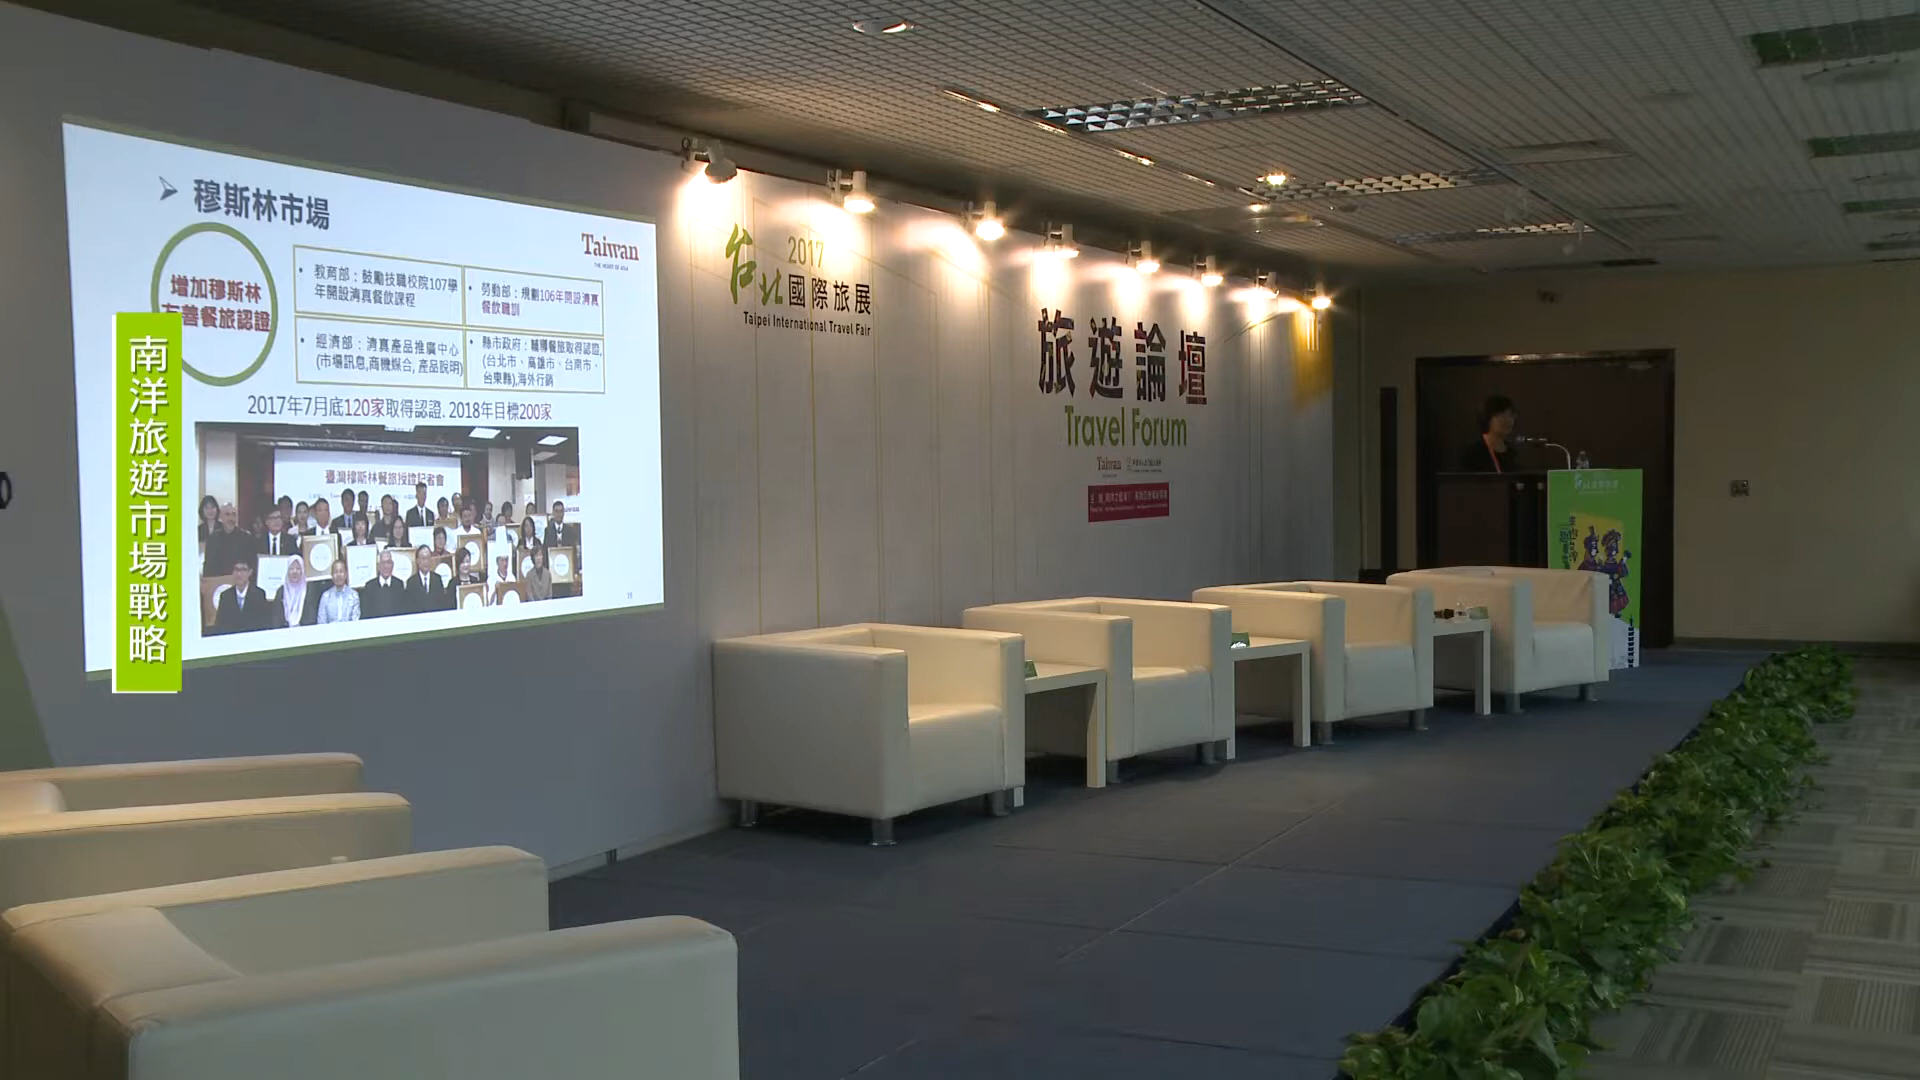 穆斯林市場
Taiwan
THE HEART OF ASIA
增加穆斯林
友善餐旅認證
• 教育部：鼓勵技職校院107學
年開設清真餐飲課程
• 勞動部：規劃106年開設清真
餐飲職訓
• 經濟部：清真產品推廣中心
(市場訊息,商機媒合, 產品說明)
• 縣市政府：輔導餐旅取得認證,
(台北市、高雄市、台南市、
台東縣),海外行銷
2017年7月底120家取得認證. 2018年目標200家
臺灣穆斯林餐旅授證記者會
南洋旅遊市場戰略
2017
台北國際旅展
Taipei International Travel Fair
旅遊論壇
Travel Forum
Taiwan